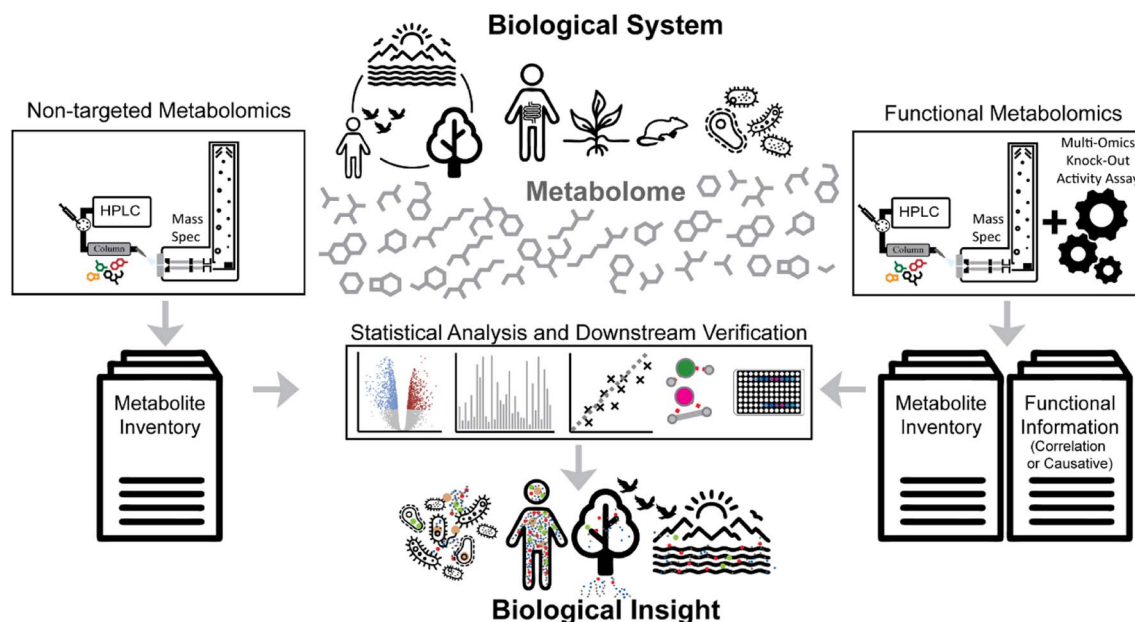 Biological System
Non-targeted Metabolomics
HPLC
Column
Mass
Spec
Metabolome
Functional Metabolomics
Multi-Omics
Knock-Out
Activity Assay
HPLC
Column
Mass
Spec
+
Statistical Analysis and Downstream Verification
Metabolite
Inventory
Metabolite
Inventory
Functional
Information
(Correlation
or Causative)
Biological Insight